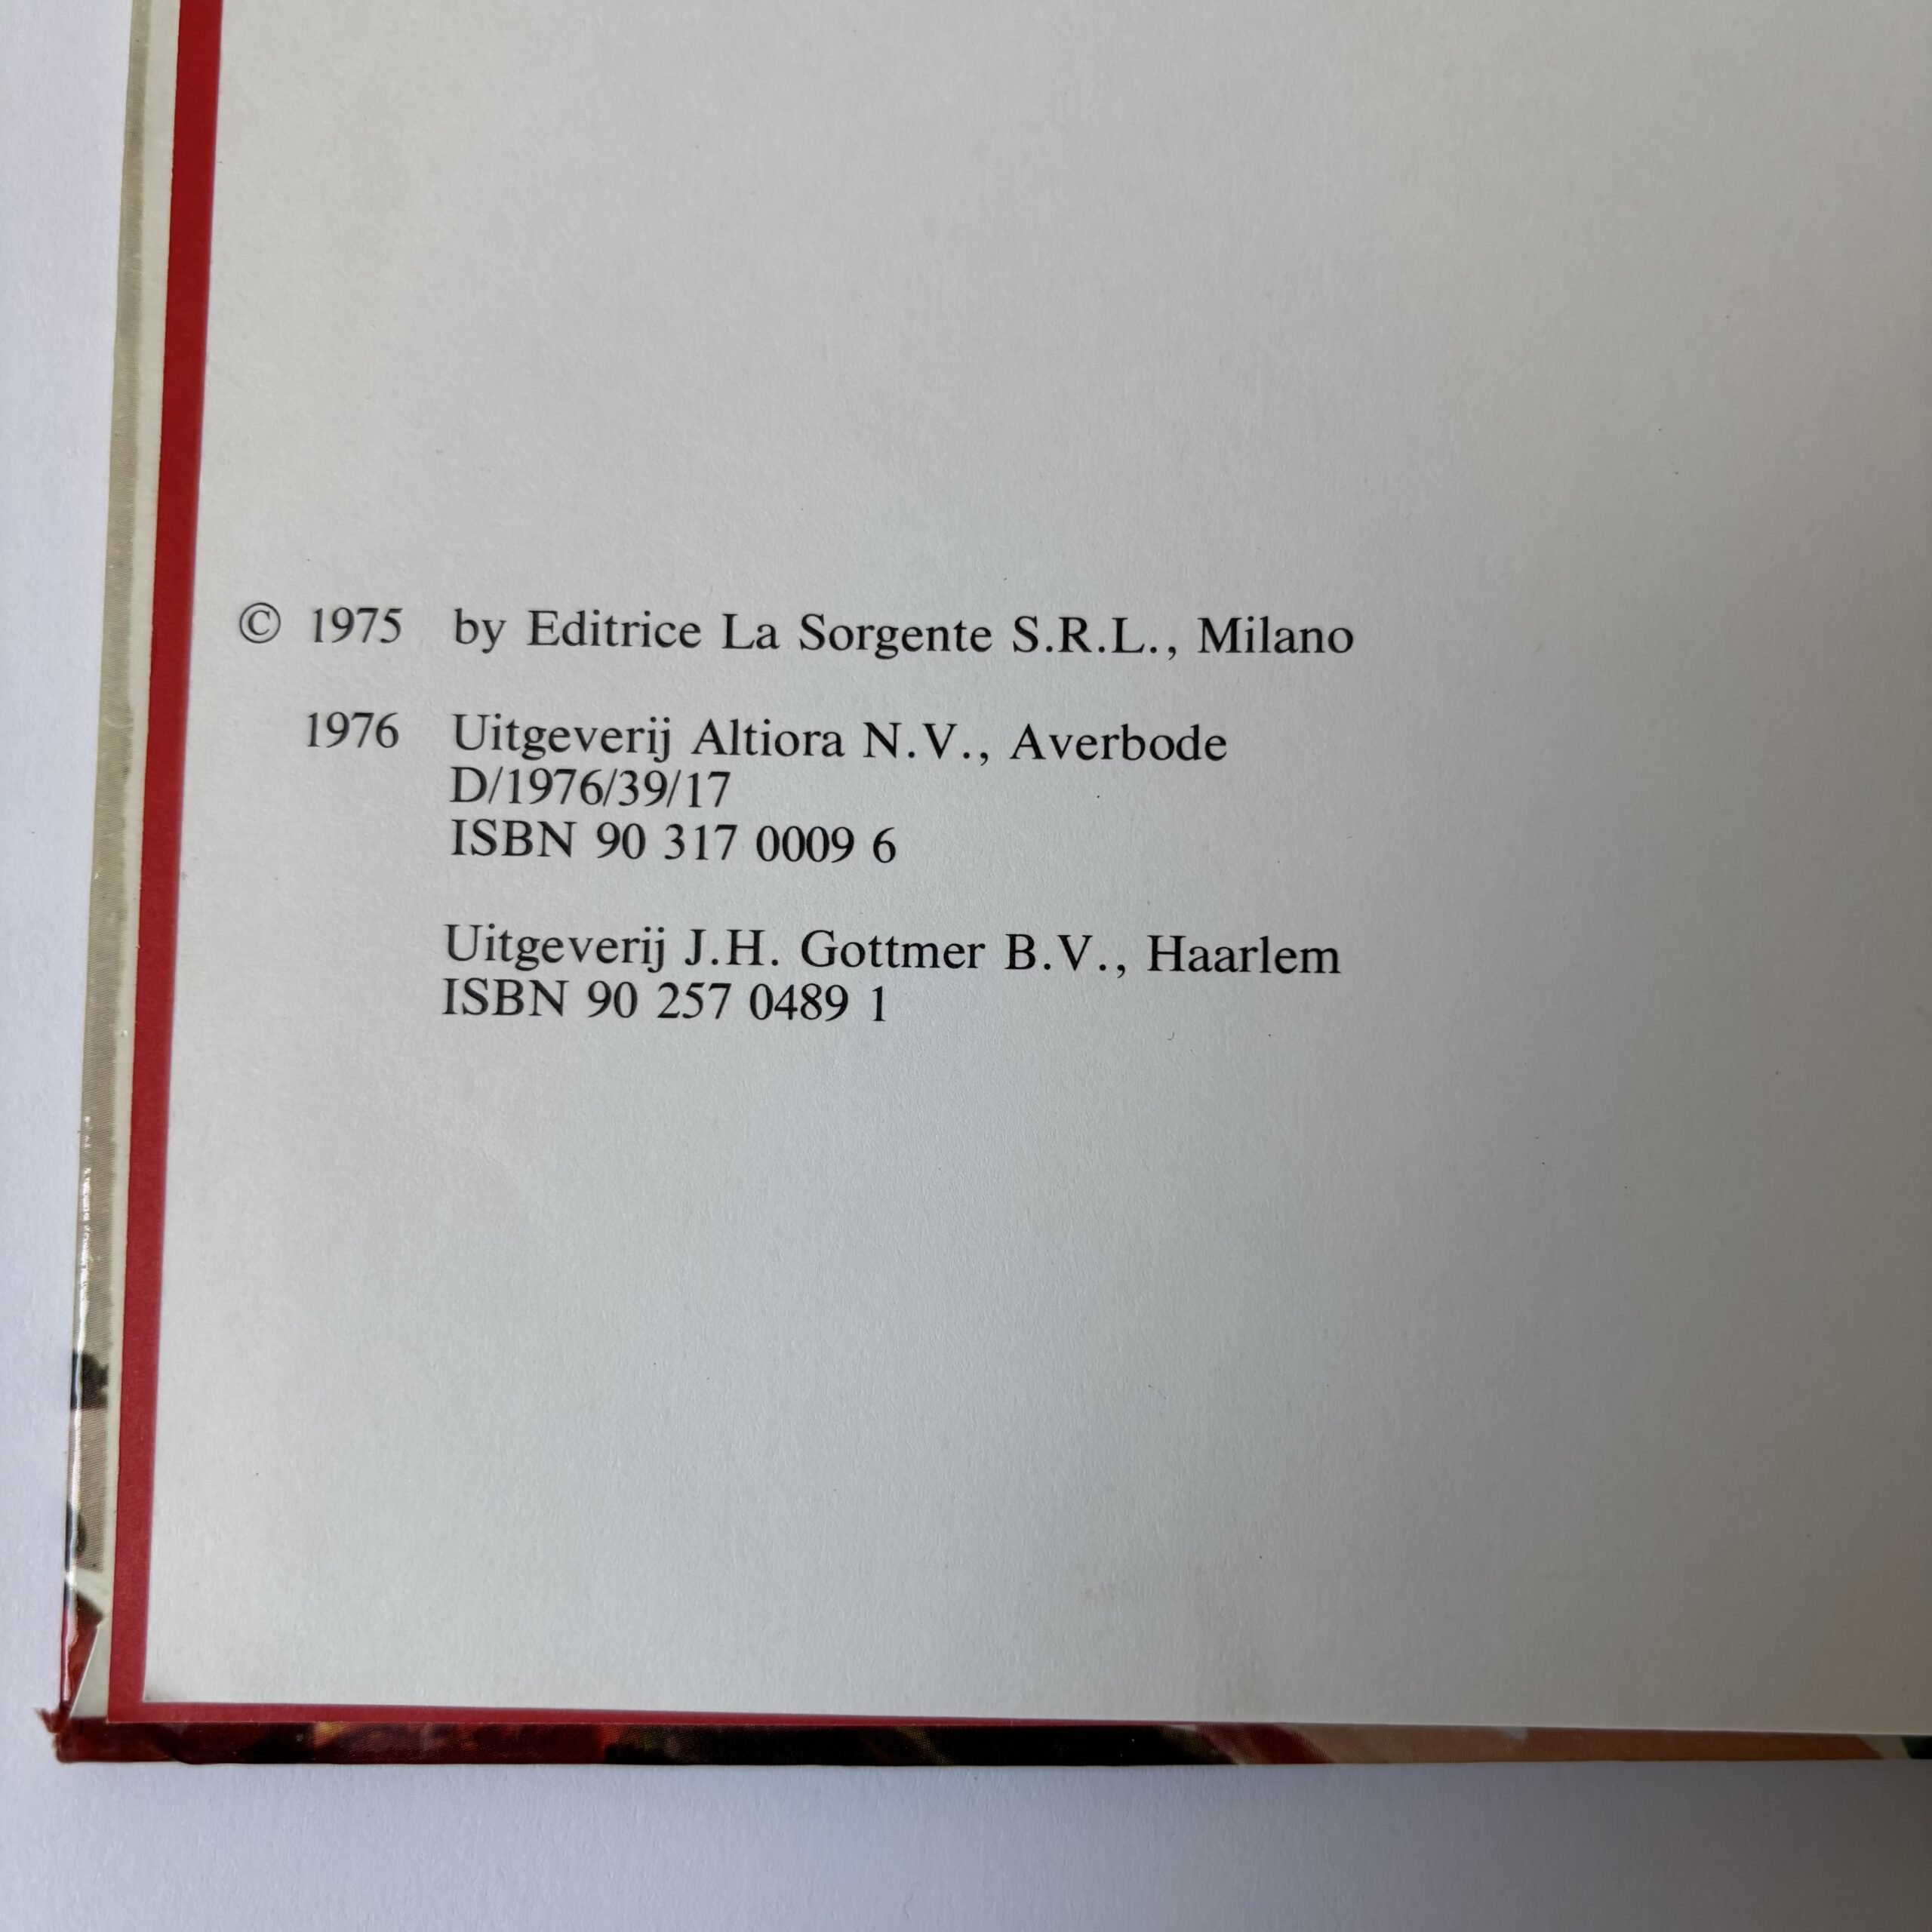 © 1975 by Editrice La Sorgente S.R.L., Milano
1976 Uitgeverij Altiora N.V., Averbode
D/1976/39/17
ISBN 90 317 0009 6
Uitgeverij J.H. Gottmer B.V., Haarlem
ISBN 90 257 0489 1